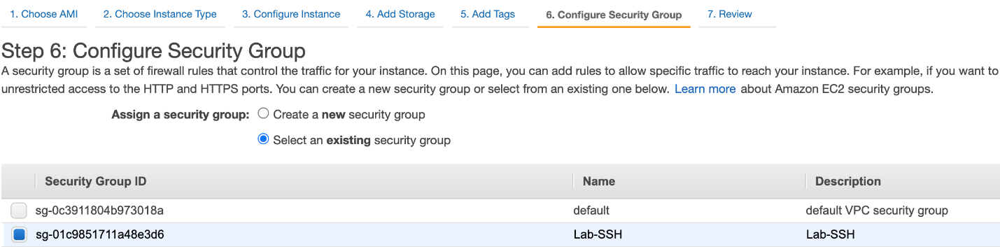 1. Choose AMI 2. Choose Instance Type 3. Configure Instance 4. Add Storage 5. Add Tags 6. Configure Security Group 7. Review
Step 6: Configure Security Group
A security group is a set of firewall rules that control the traffic for your instance. On this page, you can add rules to allow specific traffic to reach your instance. For example, if you want to
unrestricted access to the HTTP and HTTPS ports. You can create a new security group or select from an existing one below. Learn more about Amazon EC2 security groups.
Assign a security group: Create a new security group
Select an existing security group
Security Group ID Name Description
sg-0c3911804b973018a default default VPC security group
sg-01c9851711a48e3d6 Lab-SSH Lab-SSH